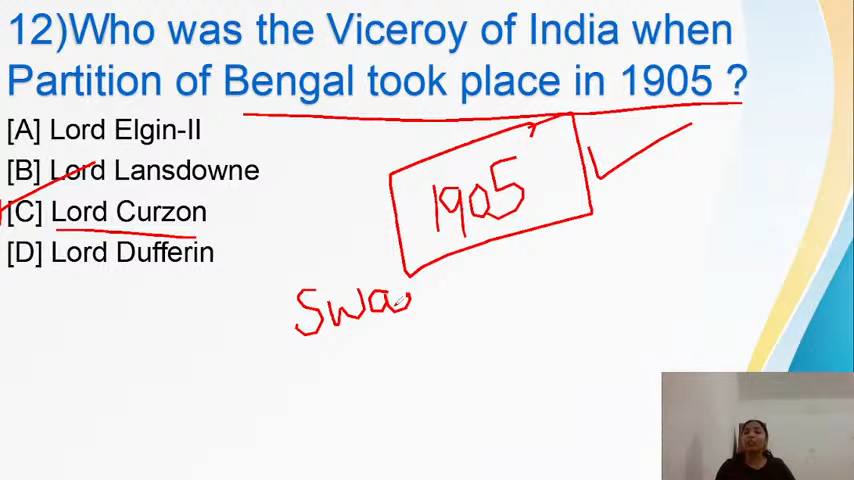 12)Who was the Viceroy of India when
Partition of Bengal took place in 1905 ?
[A] Lord Elgin-II
[B] Lord Lansdowne
[C] Lord Curzon
[D] Lord Dufferin
1905
Swa